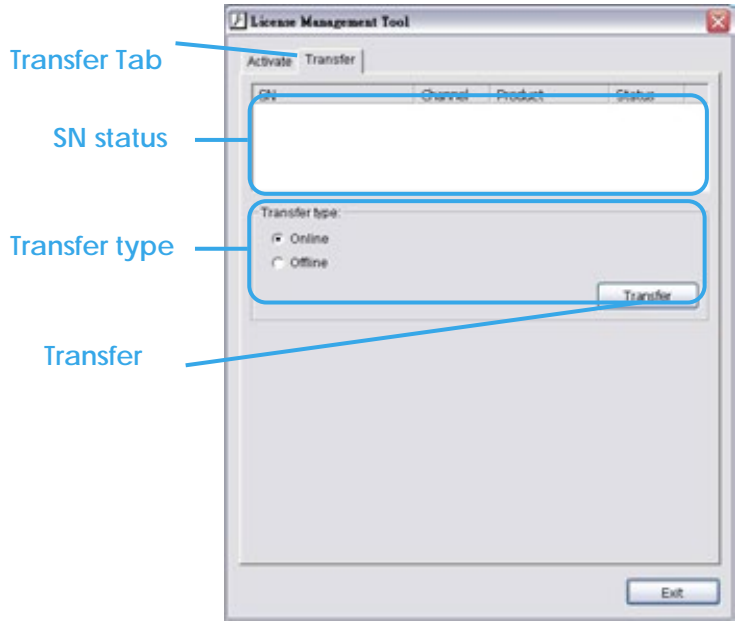 License Management Tool
Transfer Tab
Activate Transfer
SN Channel Product Status
SN status
Transfer type:
Online
Transfer type
Offline
Transfer
Transfer
Exit